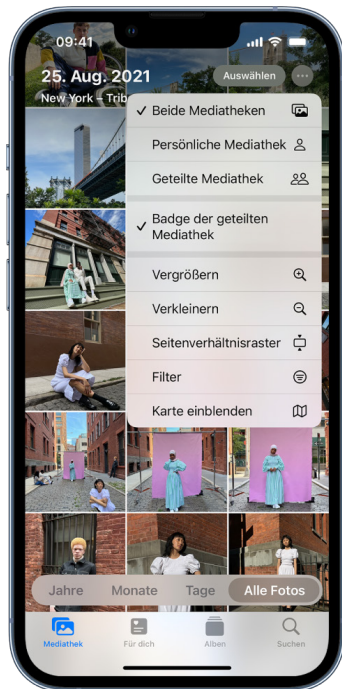 09:41
25. Aug. 2021
Auswählen
New York – Trib
Beide Mediatheken
Persönliche Mediathek
Geteilte Mediathek
Badge der geteilten
Mediathek
Vergrößern
Verkleinern
Seitenverhältnisraster
Filter
Karte einblenden
Jahre
Monate
Tage
Alle Fotos
Mediathek
Für dich
Alben
Suchen